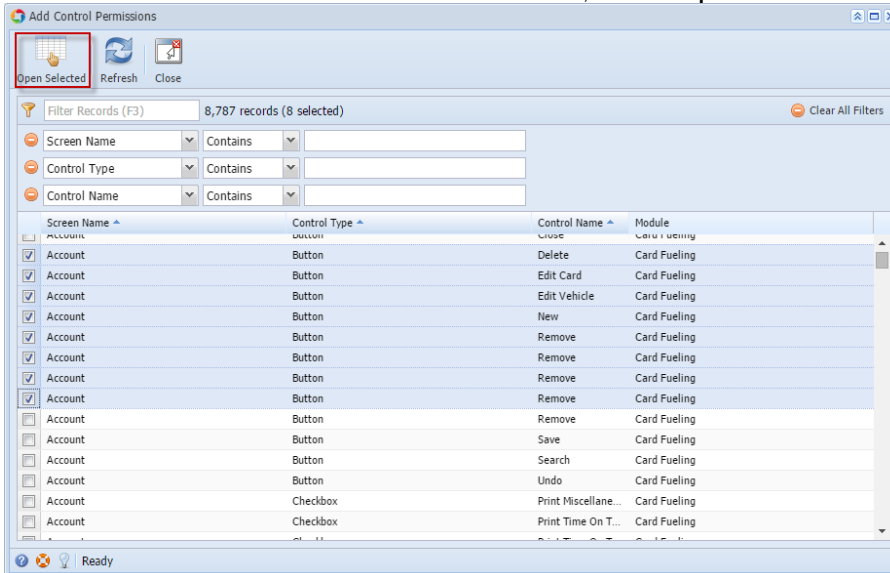 Add Control Permissions
Open Selected Refresh Close
Filter Records (F3) 8,787 records (8 selected) Clear All Filters
Screen Name Contains
Control Type Contains
Control Name Contains
Screen Name Control Type Control Name Module
Account Button Close Card Fueling
Account Button Delete Card Fueling
Account Button Edit Card Card Fueling
Account Button Edit Vehicle Card Fueling
Account Button New Card Fueling
Account Button Remove Card Fueling
Account Button Remove Card Fueling
Account Button Remove Card Fueling
Account Button Remove Card Fueling
Account Button Remove Card Fueling
Account Button Save Card Fueling
Account Button Search Card Fueling
Account Button Undo Card Fueling
Account Checkbox Print Miscellane... Card Fueling
Account Checkbox Print Time On T... Card Fueling
Ready